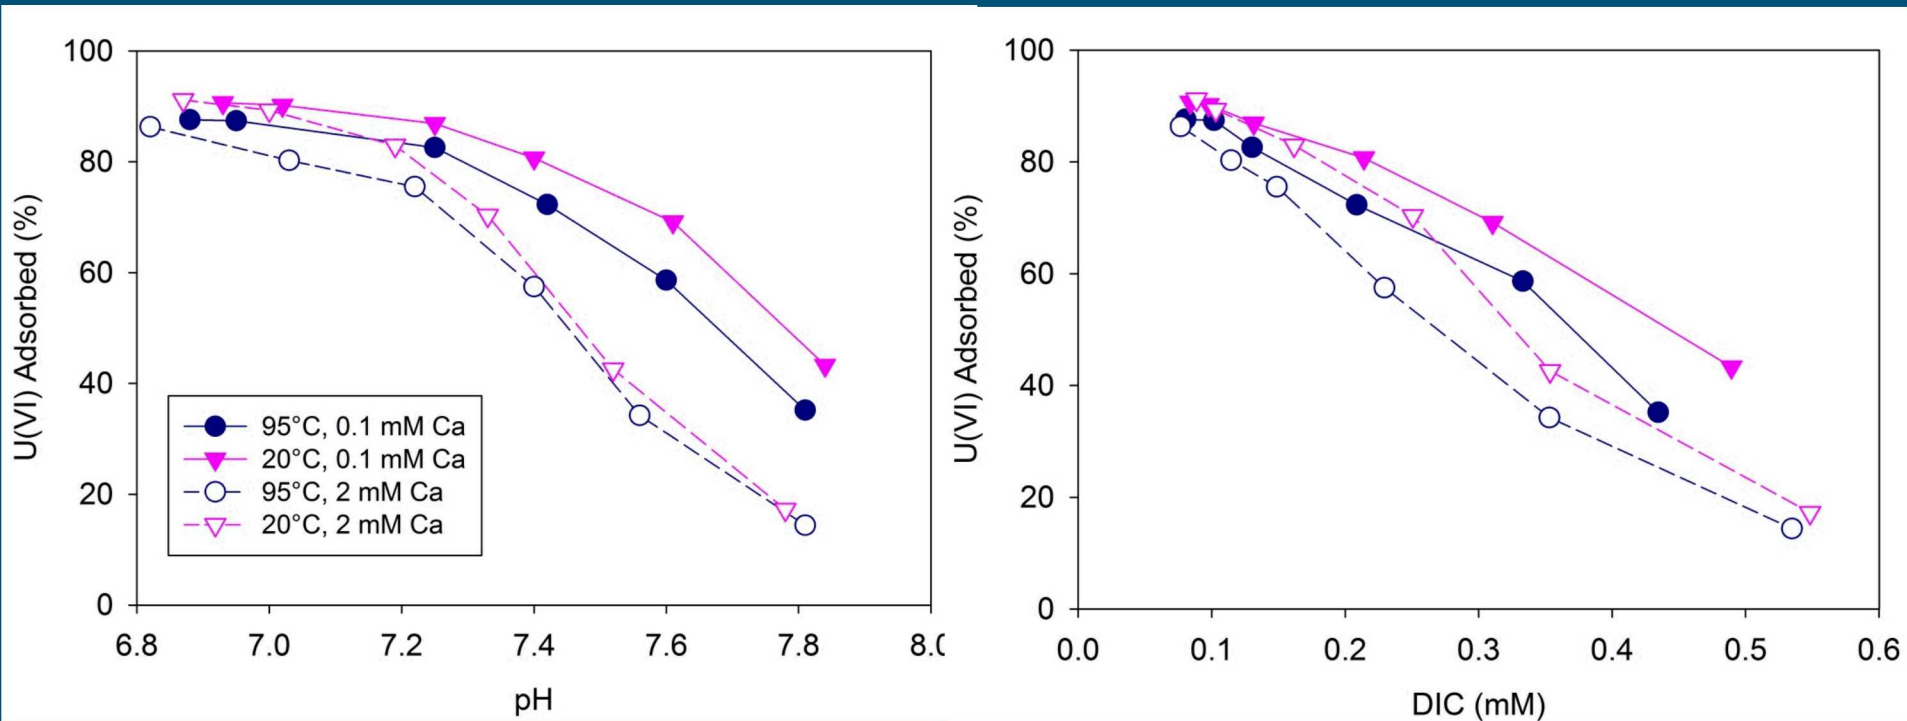 100
80
60
40
20
0
U(VI) Adsorbed (%)
95°C, 0.1 mM Ca
20°C, 0.1 mM Ca
95°C, 2 mM Ca
20°C, 2 mM Ca
6.8 7.0 7.2 7.4 7.6 7.8 8.0
pH
100
80
60
40
20
0
U(VI) Adsorbed (%)
0.0 0.1 0.2 0.3 0.4 0.5 0.6
DIC (mM)